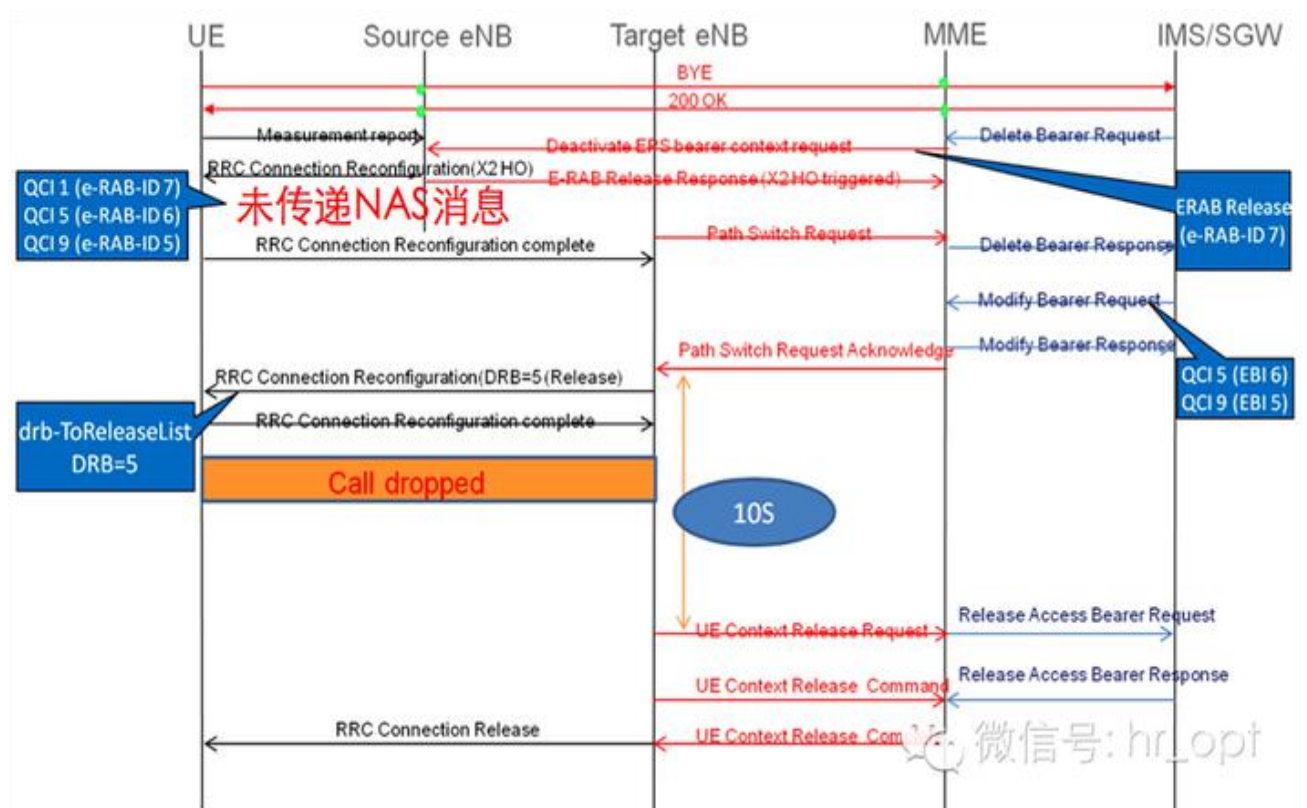 UE Source eNB Target eNB MME IMS/SGW
BYE
200 OK
Measurement report
Delete Bearer Request
Deactivate EPS bearer context request
RRC Connection Reconfiguration(X2 HO)
E-RAB Release Response (X2 HO triggered)
QCI 1 (e-RAB-ID 7)
QCI 5 (e-RAB-ID 6)
QCI 9 (e-RAB-ID 5)
未传递NAS消息
ERAB Release
(e-RAB-ID 7)
Path Switch Request
RRC Connection Reconfiguration complete
Delete Bearer Response
Modify Bearer Request
Path Switch Request Acknowledge
Modify Bearer Response
QCI 5 (EBI 6)
QCI 9 (EBI 5)
RRC Connection Reconfiguration(DRB=5 (Release)
RRC Connection Reconfiguration complete
drb-ToReleaseList
DRB=5
Call dropped
10S
UE Context Release Request
Release Access Bearer Request
UE Context Release Command
Release Access Bearer Response
RRC Connection Release
UE Context Release
微信号: hr_opt